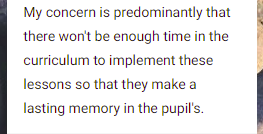 My concern is predominantly that
there won't be enough time in the
curriculum to implement these
lessons so that they make a
lasting memory in the pupil's.